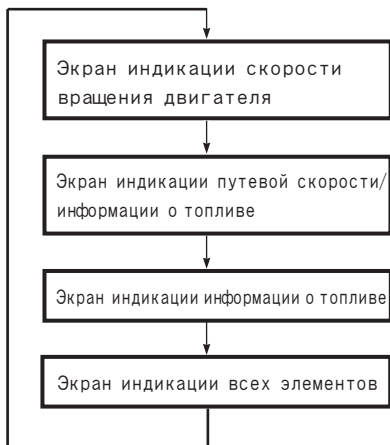 Экран индикации скорости
вращения двигателя
Экран индикации путевой скорости/
информации о топливе
Экран индикации информации о топливе
Экран индикации всех элементов